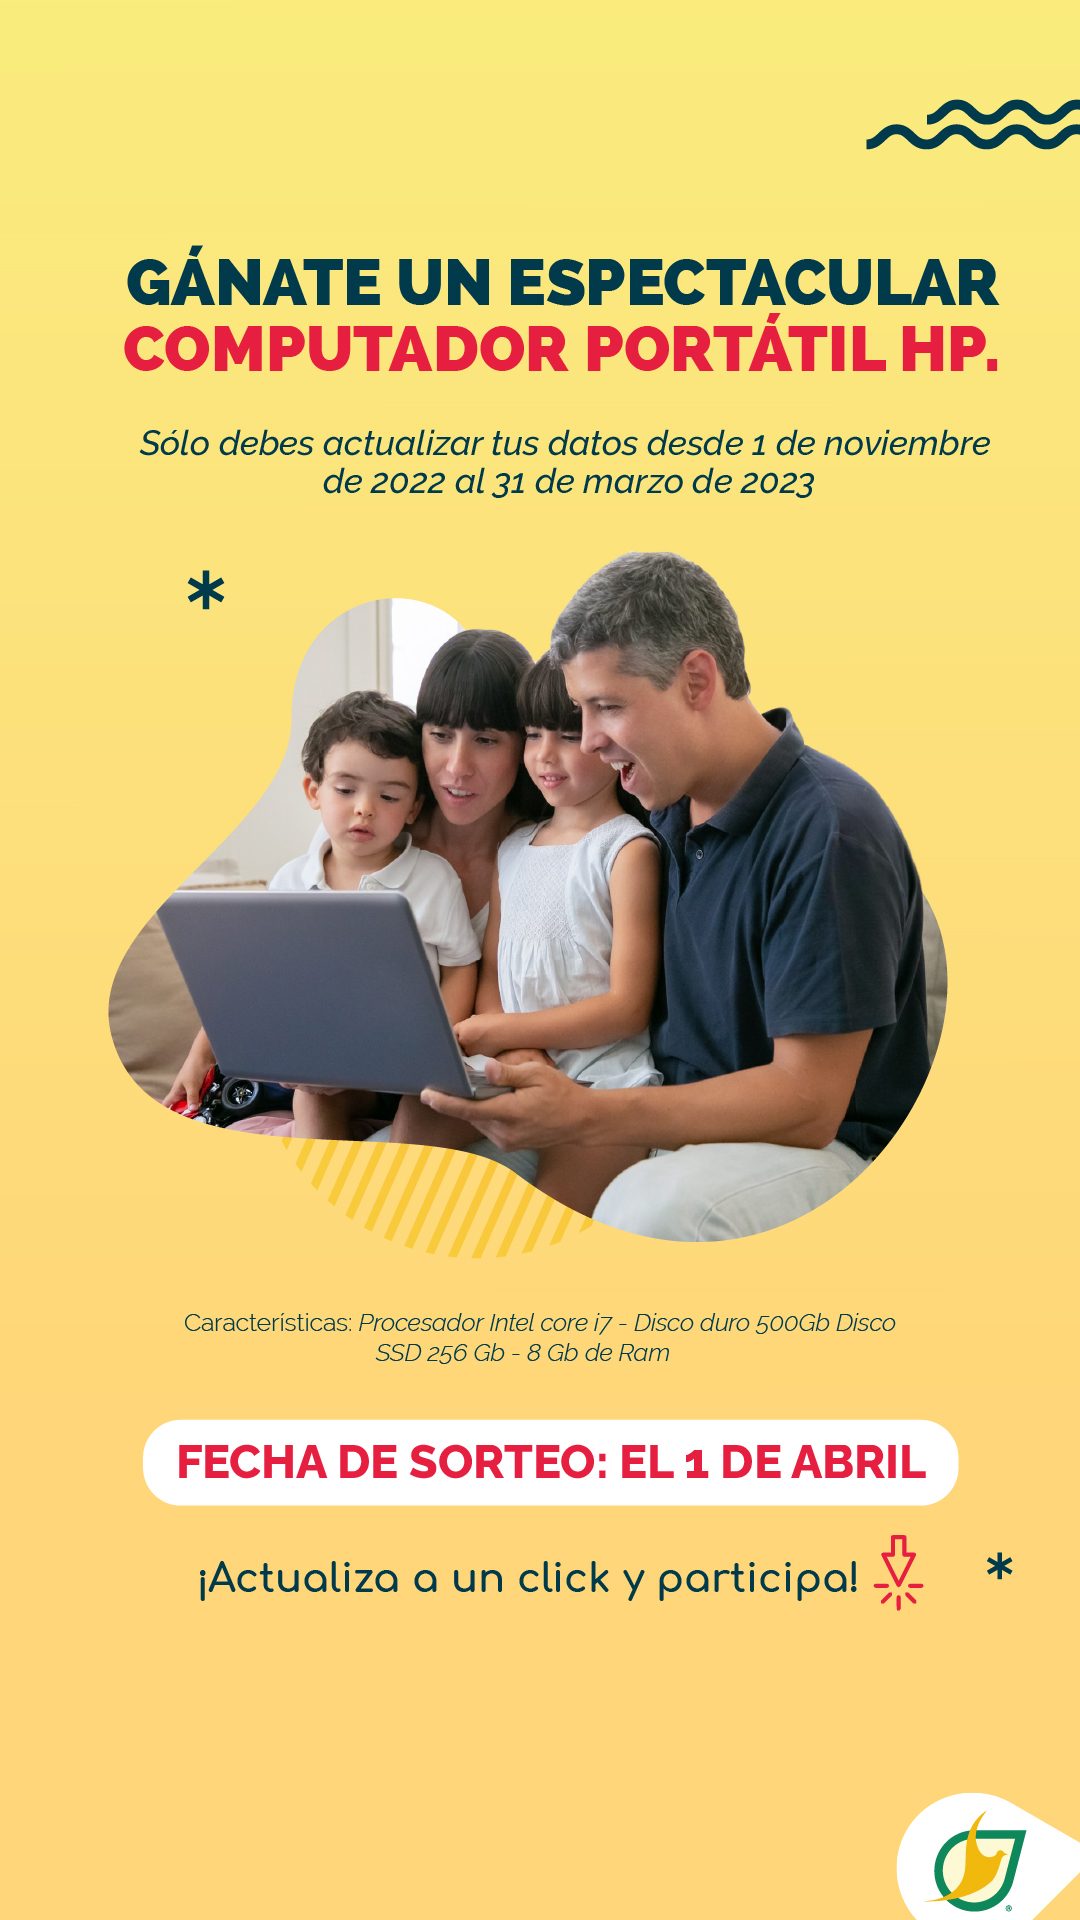 GÁNATE UN ESPECTACULAR
COMPUTADOR PORTÁTIL HP.
Sólo debes actualizar tus datos desde 1 de noviembre
de 2022 al 31 de marzo de 2023
*
Características: Procesador Intel core i7 - Disco duro 500Gb Disco
SSD 256 Gb - 8 Gb de Ram
FECHA DE SORTEO: EL 1 DE ABRIL
¡Actualiza a un click y participa!
*
®